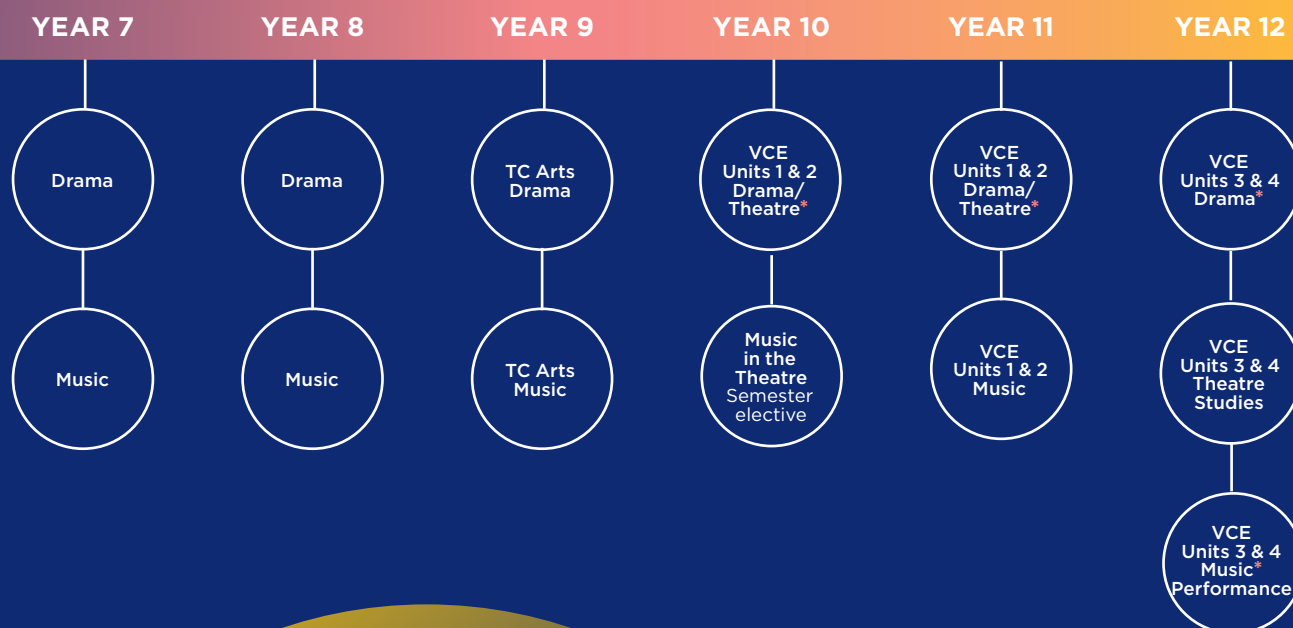 YEAR 7
YEAR 8
YEAR 9
YEAR 10
YEAR 11
YEAR 12
Drama
Drama
TC Arts
Drama
VCE
Units 1 & 2
Drama/
Theatre*
VCE
Units 1 & 2
Drama/
Theatre*
VCE
Units 3 & 4
Drama*
Music
Music
TC Arts
Music
Music
in the
Theatre
Semester
elective
VCE
Units 1 & 2
Music
VCE
Units 3 & 4
Theatre
Studies
VCE
Units 3 & 4
Music*
Performance